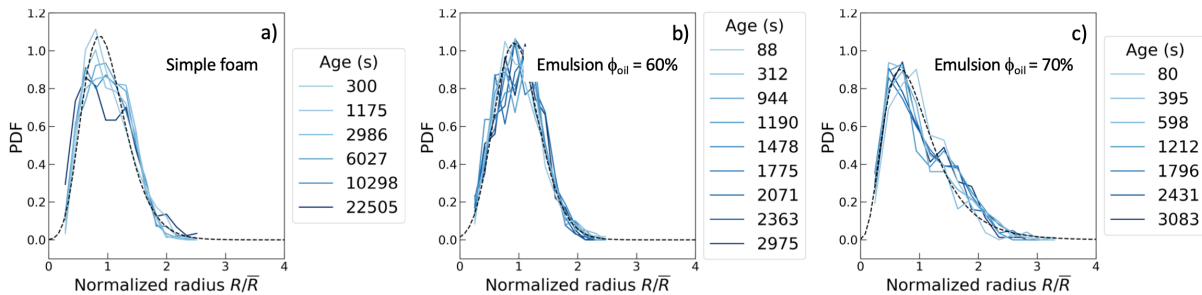 a)
Simple foam
PDF
1.2
1.0
0.8
0.6
0.4
0.2
0.0
0 1 2 3 4
Normalized radius R/R̅
Age (s)
300
1175
2986
6027
10298
22505
b)
Emulsion ϕoil = 60%
PDF
1.2
1.0
0.8
0.6
0.4
0.2
0.0
0 1 2 3 4
Normalized radius R/R̅
Age (s)
88
312
944
1190
1478
1775
2071
2363
2975
c)
Emulsion ϕoil = 70%
PDF
1.2
1.0
0.8
0.6
0.4
0.2
0.0
0 1 2 3 4
Normalized radius R/R̅
Age (s)
80
395
598
1212
1796
2431
3083